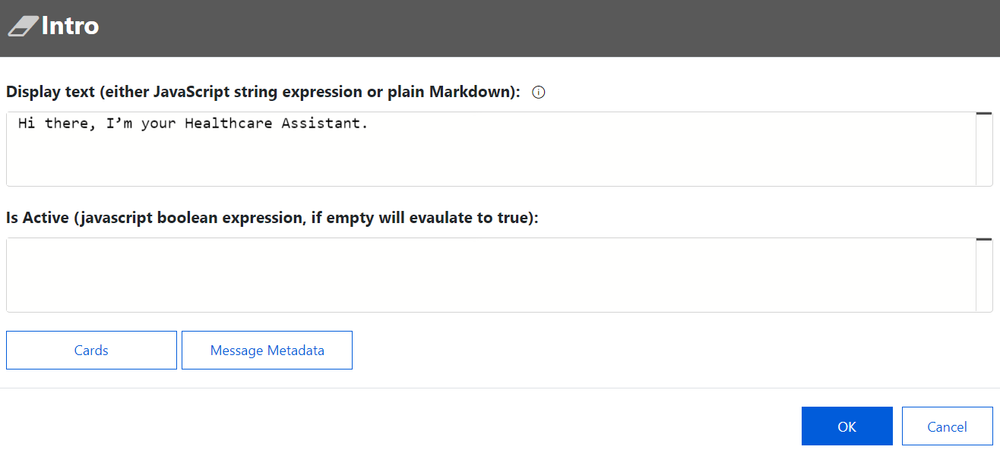 Intro
Display text (either JavaScript string expression or plain Markdown):
Hi there, I’m your Healthcare Assistant.
Is Active (javascript boolean expression, if empty will evaulate to true):
Cards
Message Metadata
OK
Cancel